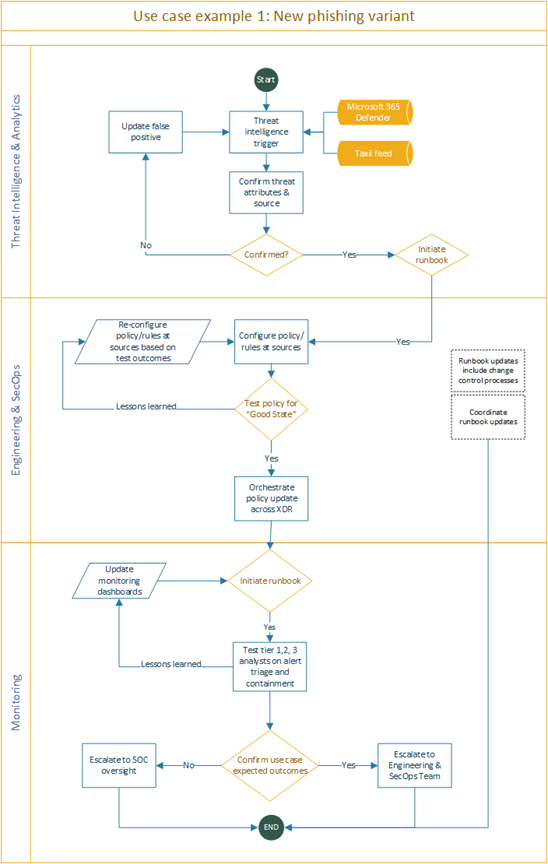 Use case example 1: New phishing variant
Threat Intelligence & Analytics
Start
Update false
positive
Threat
intelligence
trigger
Microsoft 365
Defender
Taxii feed
Confirm threat
attributes &
source
No
Confirmed?
Yes
Initiate
runbook
Engineering & SecOps
Re-configure
policy/rules at
sources based on
test outcomes
Configure policy/
rules at sources
Yes
Runbook updates
include change
control processes
Lessons learned
Test policy for
“Good State”
Coordinate
runbook updates
Yes
Orchestrate
policy update
across XDR
Monitoring
Update
monitoring
dashboards
Initiate runbook
Yes
Lessons learned
Test tier 1,2, 3
analysts on alert
triage and
containment
Escalate to SOC
oversight
No
Confirm use case
expected outcomes
Yes
Escalate to
Engineering &
SecOps Team
END